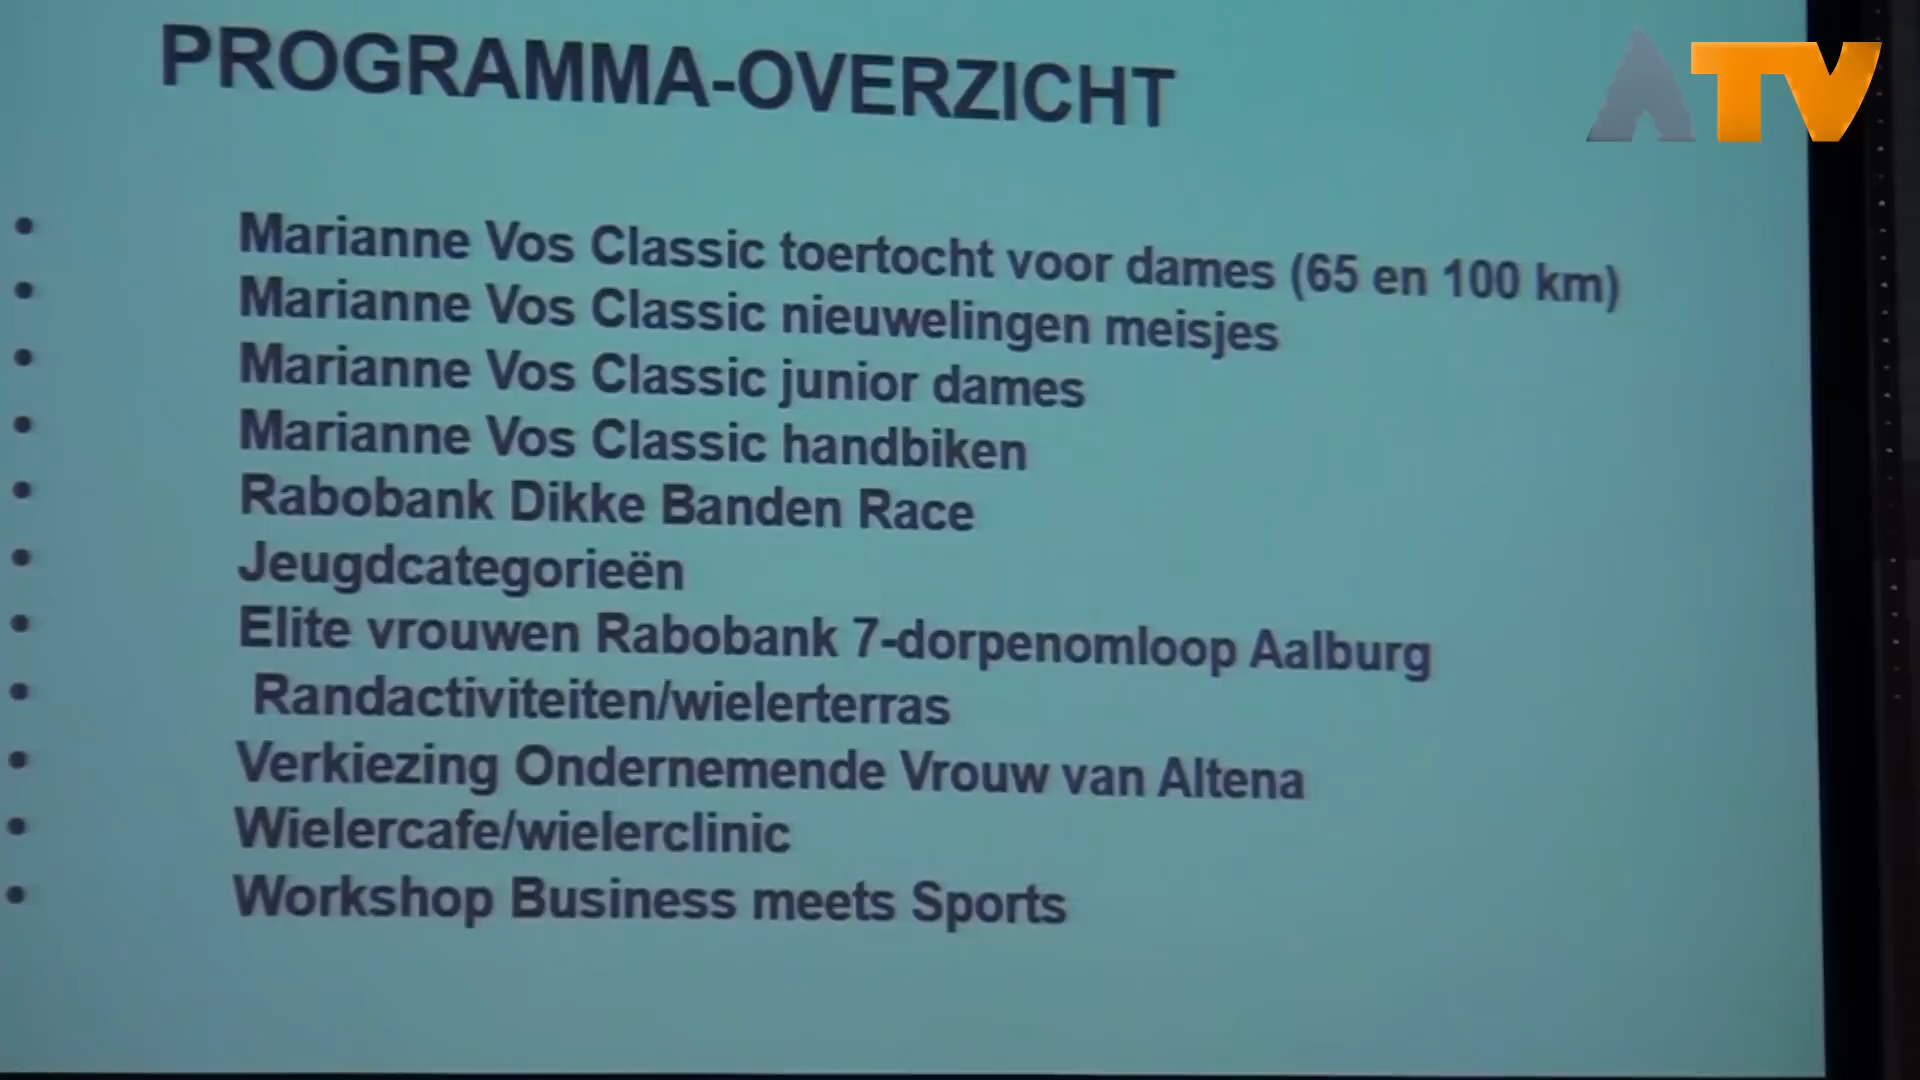 PROGRAMMA-OVERZICHT
ATV
• Marianne Vos Classic toertocht voor dames (65 en 100 km)
• Marianne Vos Classic nieuwelingen meisjes
• Marianne Vos Classic junior dames
• Marianne Vos Classic handbiken
• Rabobank Dikke Banden Race
• Jeugdcategorieën
• Elite vrouwen Rabobank 7-dorpenomloop Aalburg
• Randactiviteiten/wielerterras
• Verkiezing Ondernemende Vrouw van Altena
• Wielercafe/wielerclinic
• Workshop Business meets Sports